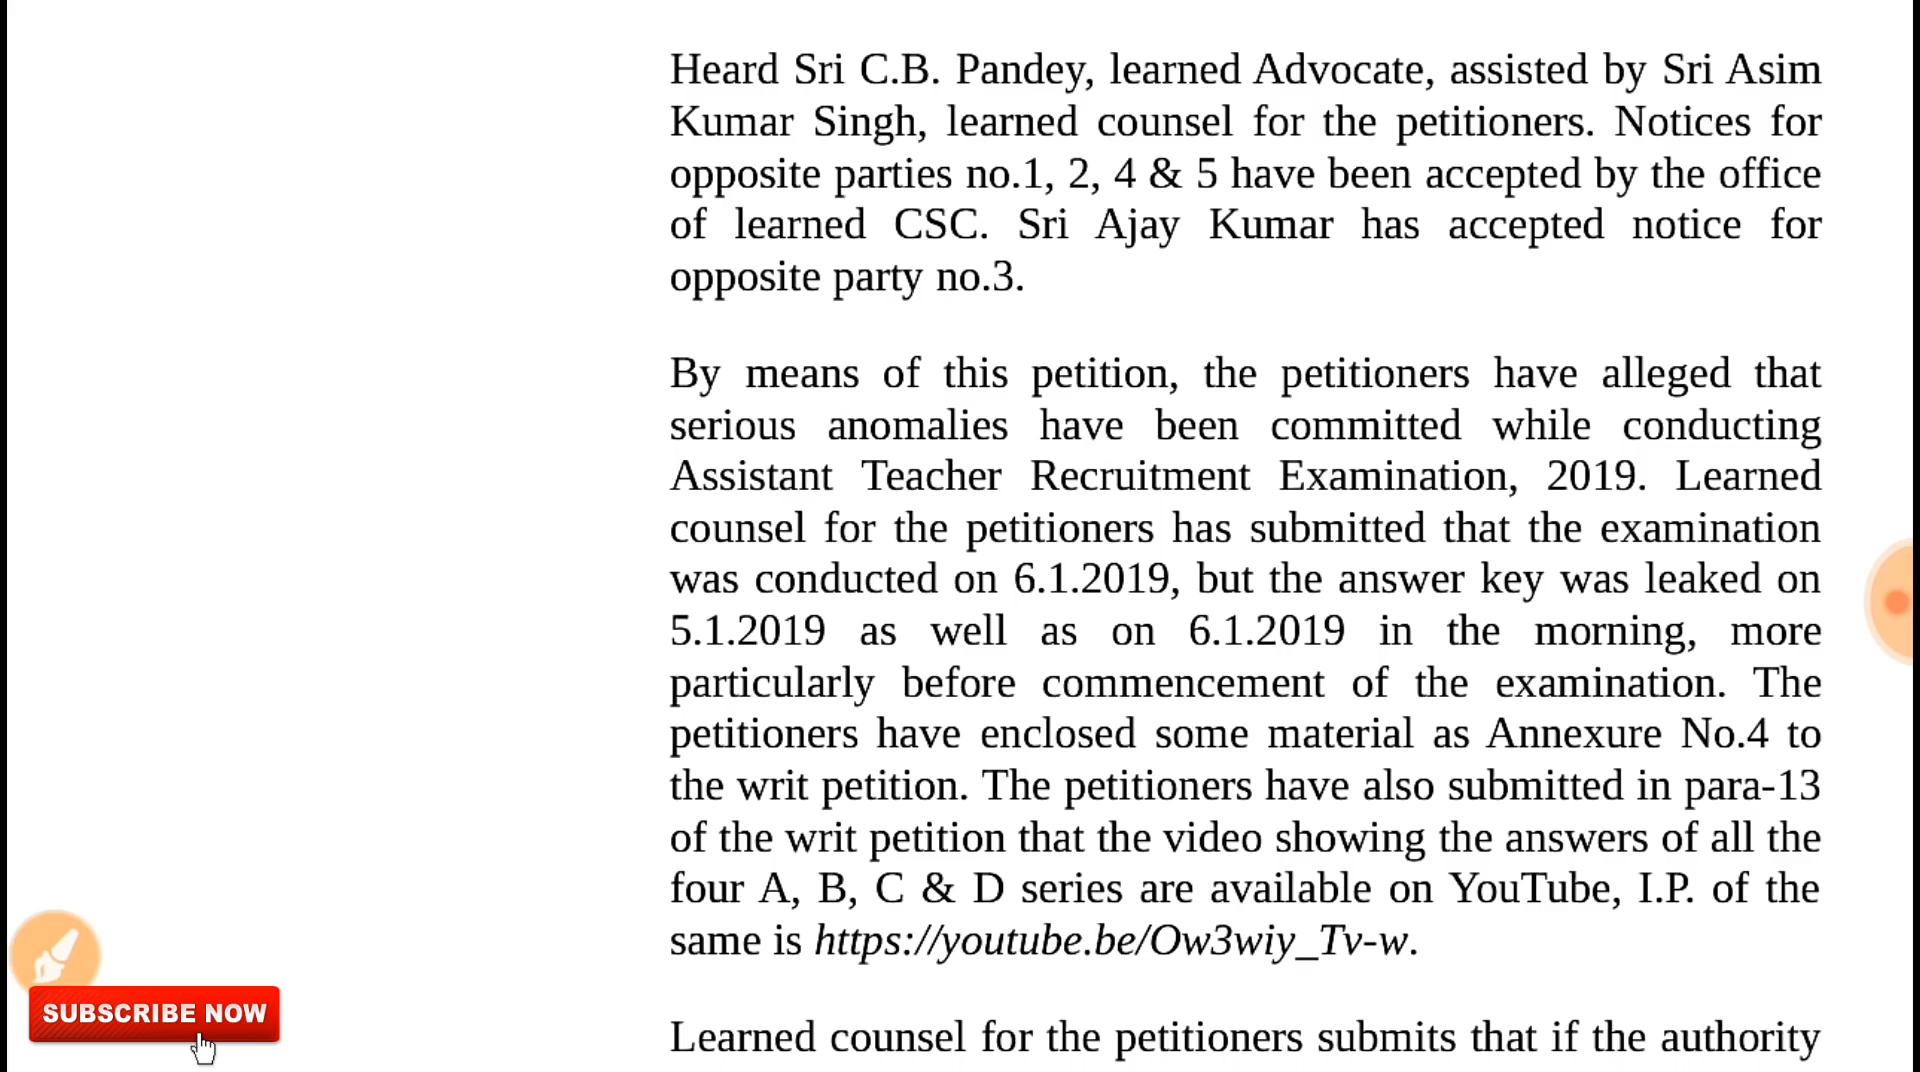 Heard Sri C.B. Pandey, learned Advocate, assisted by Sri Asim
Kumar Singh, learned counsel for the petitioners. Notices for
opposite parties no.1, 2, 4 & 5 have been accepted by the office
of learned CSC. Sri Ajay Kumar has accepted notice for
opposite party no.3.
By means of this petition, the petitioners have alleged that
serious anomalies have been committed while conducting
Assistant Teacher Recruitment Examination, 2019. Learned
counsel for the petitioners has submitted that the examination
was conducted on 6.1.2019, but the answer key was leaked on
5.1.2019 as well as on 6.1.2019 in the morning, more
particularly before commencement of the examination. The
petitioners have enclosed some material as Annexure No.4 to
the writ petition. The petitioners have also submitted in para-13
of the writ petition that the video showing the answers of all the
four A, B, C & D series are available on YouTube, I.P. of the
same is https://youtube.be/Ow3wiy_Tv-w.
Learned counsel for the petitioners submits that if the authority
SUBSCRIBE NOW